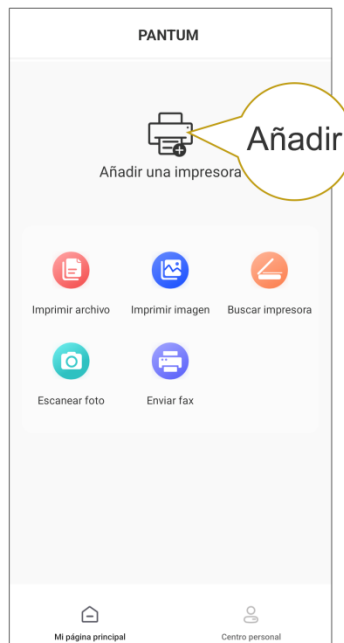 PANTUM
Añadir
Añadir una impresora
Imprimir archivo Imprimir imagen Buscar impresora
Escanear foto Enviar fax
Mi página principal Centro personal